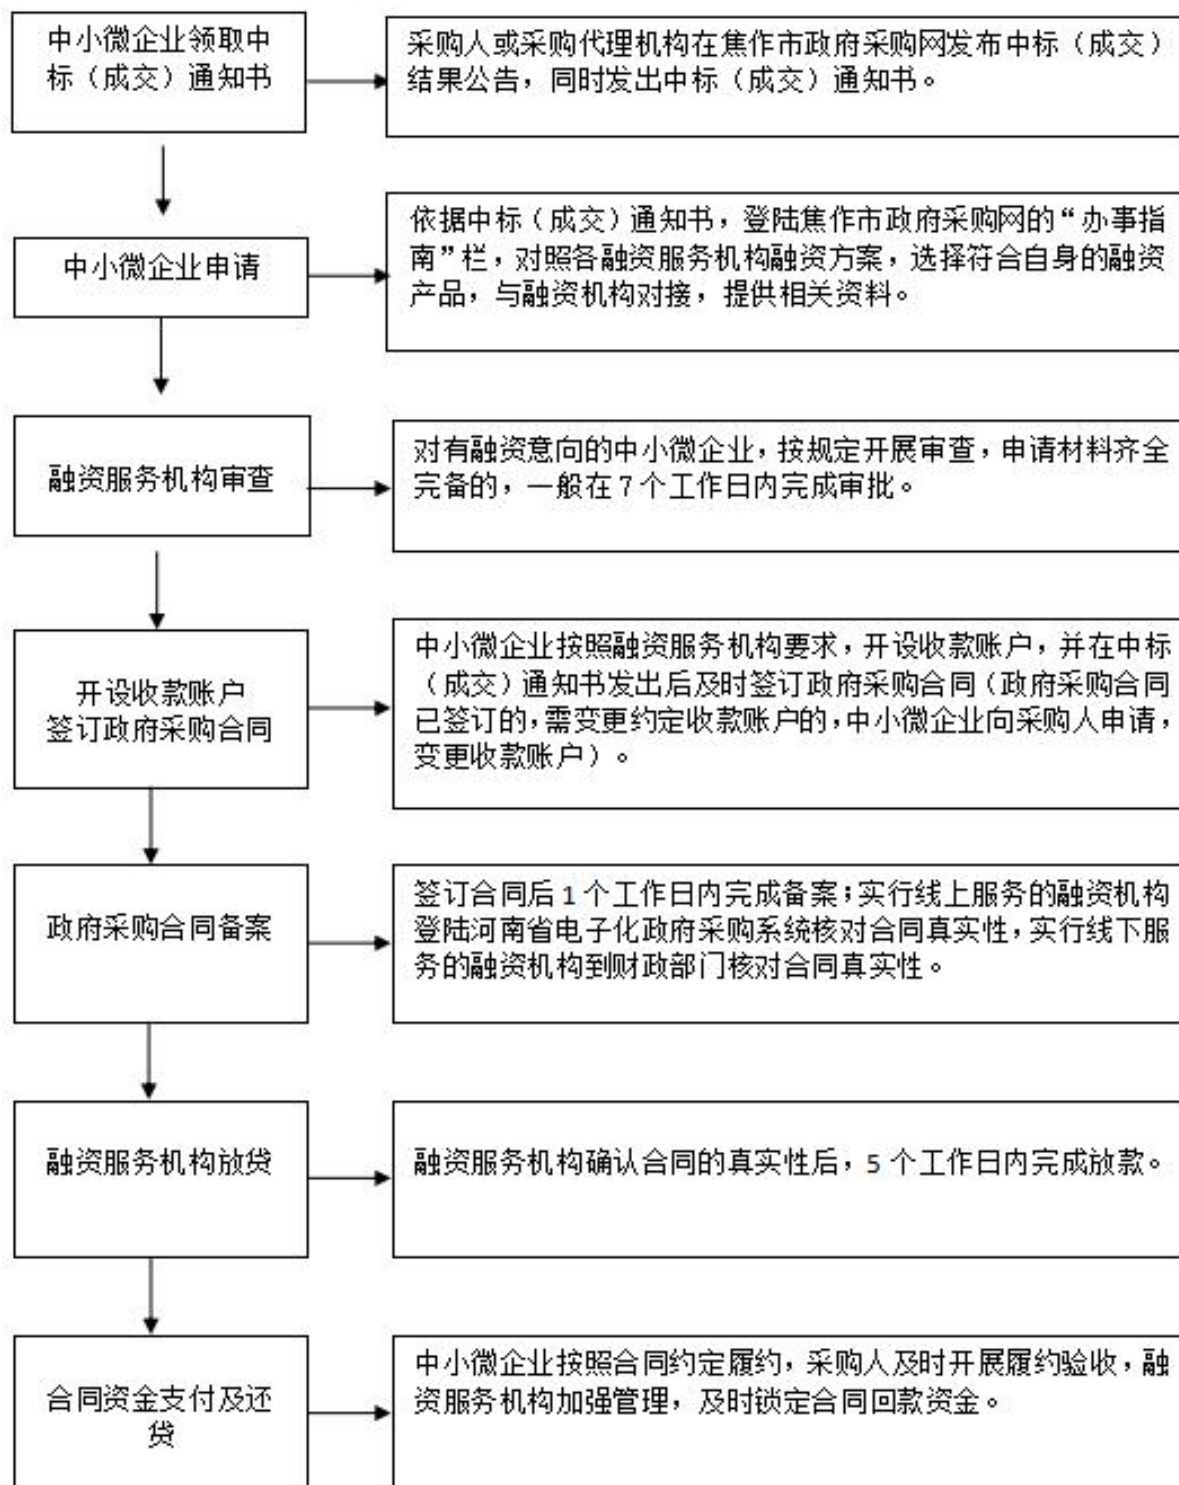 中小微企业领取中
标（成交）通知书
采购人或采购代理机构在焦作市政府采购网发布中标（成交）
结果公告，同时发出中标（成交）通知书。
中小微企业申请
依据中标（成交）通知书，登陆焦作市政府采购网的“办事指
南”栏，对照各融资服务机构融资方案，选择符合自身的融资
产品，与融资机构对接，提供相关资料。
融资服务机构审查
对有融资意向的中小微企业，按规定开展审查，申请材料齐全
完备的，一般在7个工作日内完成审批。
开设收款账户
签订政府采购合同
中小微企业按照融资服务机构要求，开设收款账户，并在中标
（成交）通知书发出后及时签订政府采购合同（政府采购合同
已签订的，需变更约定收款账户的，中小微企业向采购人申请，
变更收款账户）。
政府采购合同备案
签订合同后1个工作日内完成备案；实行线上服务的融资机构
登陆河南省电子化政府采购系统核对合同真实性，实行线下服
务的融资机构到财政部门核对合同真实性。
融资服务机构放贷
融资服务机构确认合同的真实性后，5个工作日内完成放款。
合同资金支付及还
贷
中小微企业按照合同约定履约，采购人及时开展履约验收，融
资服务机构加强管理，及时锁定合同回款资金。